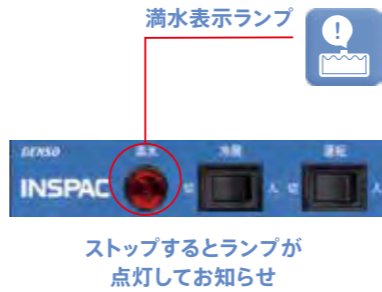 満水表示ランプ
DENSO 満水 冷風 運転
INSPAC 切 入 切 入
ストップするとランプが
点灯してお知らせ